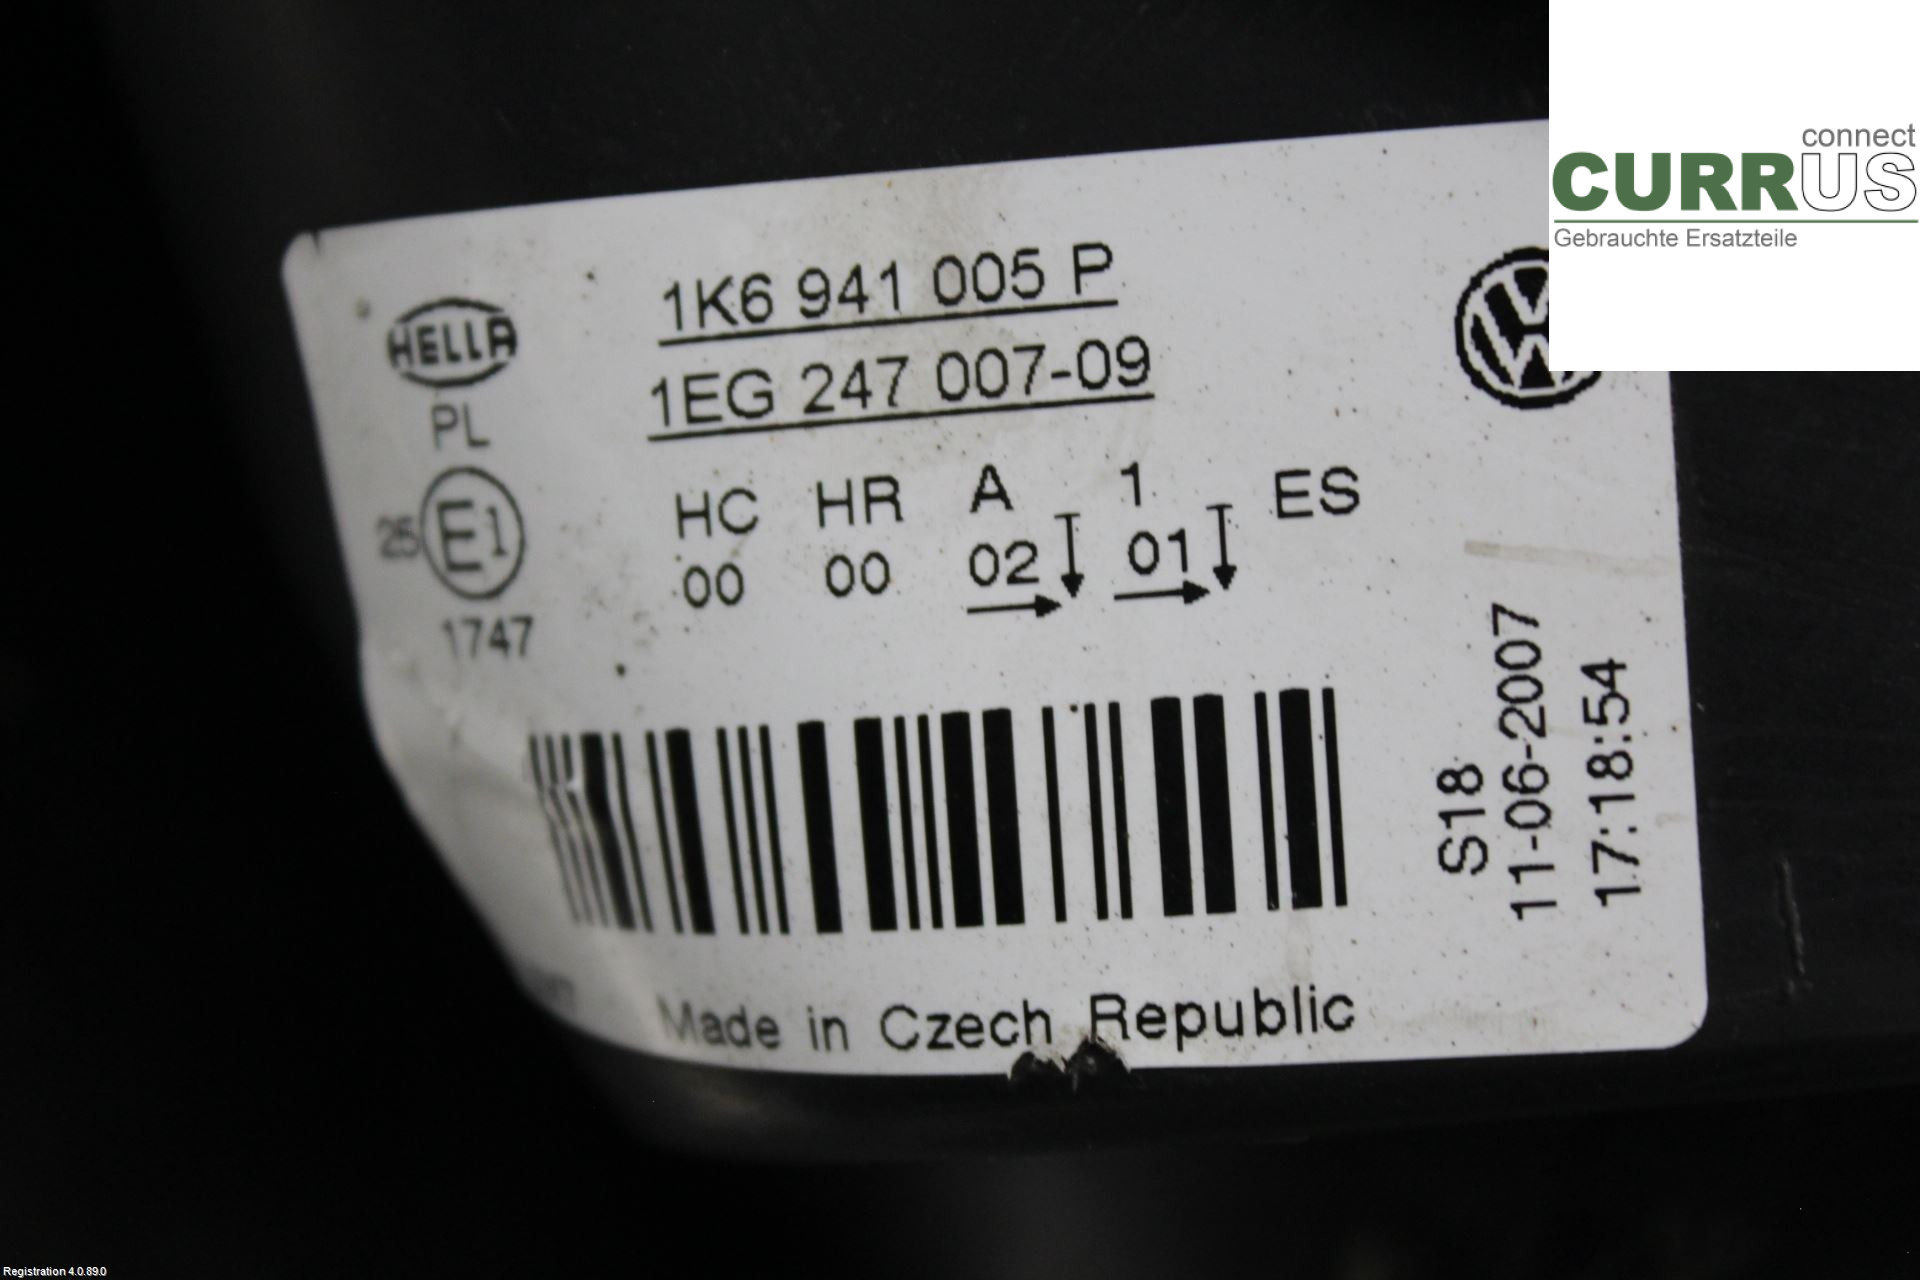 connect
CURRUS
Gebrauchte Ersatzteile
HELLA
PL
25 E1
1747
1K6 941 005 P
1EG 247 007-09
HC HR A 1 ES
00 00 02 01
S18
11-06-2007
17:18:54
Made in Czech Republic
Registration 4.0.89.0